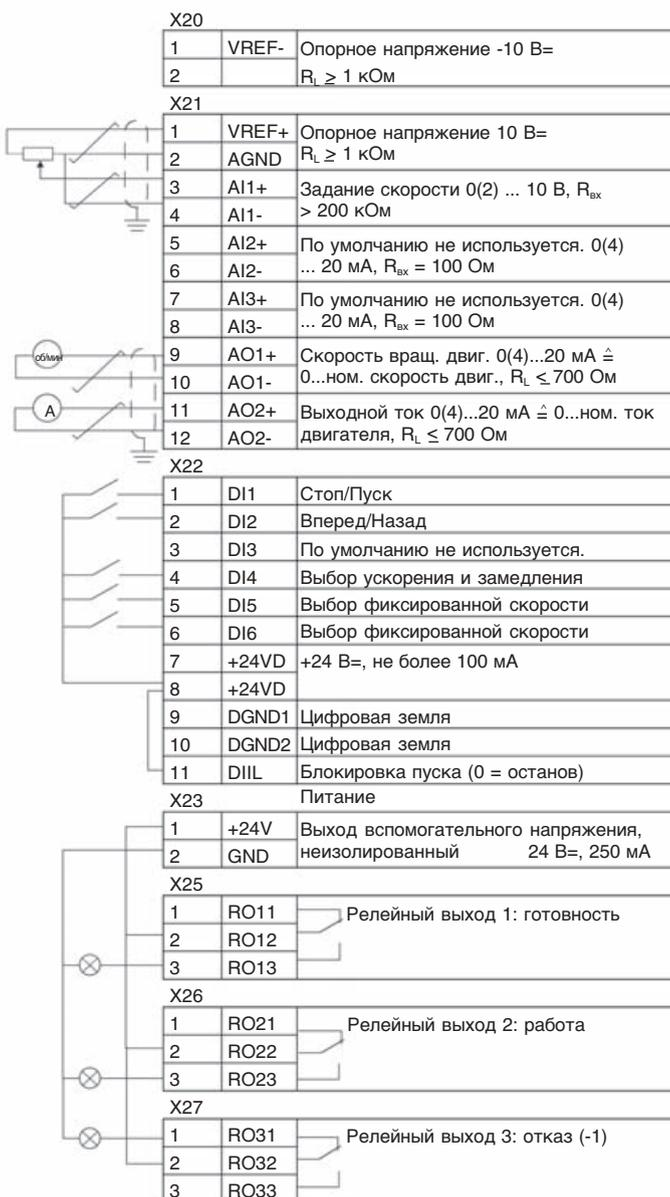 X20
1 VREF- Опорное напряжение -10 В=
2 R_L ≥ 1 кОм
X21
1 VREF+ Опорное напряжение 10 В=
2 AGND R_L ≥ 1 кОм
3 AI1+ Задание скорости 0(2) ... 10 В, R_вх
4 AI1- > 200 кОм
5 AI2+ По умолчанию не используется. 0(4)
6 AI2- ... 20 мА, R_вх = 100 Ом
7 AI3+ По умолчанию не используется. 0(4)
8 AI3- ... 20 мА, R_вх = 100 Ом
об/мин 9 AO1+ Скорость вращ. двиг. 0(4)...20 мА ≙
10 AO1- 0...ном. скорость двиг., R_L ≤ 700 Ом
A 11 AO2+ Выходной ток 0(4)...20 мА ≙ 0...ном. ток
12 AO2- двигателя, R_L ≤ 700 Ом
X22
1 DI1 Стоп/Пуск
2 DI2 Вперед/Назад
3 DI3 По умолчанию не используется.
4 DI4 Выбор ускорения и замедления
5 DI5 Выбор фиксированной скорости
6 DI6 Выбор фиксированной скорости
7 +24VD +24 В=, не более 100 мА
8 +24VD
9 DGND1 Цифровая земля
10 DGND2 Цифровая земля
11 DIIL Блокировка пуска (0 = останов)
X23 Питание
1 +24V Выход вспомогательного напряжения,
2 GND неизолированный 24 В=, 250 мА
X25
1 RO11 Релейный выход 1: готовность
2 RO12
3 RO13
X26
1 RO21 Релейный выход 2: работа
2 RO22
3 RO23
X27
1 RO31 Релейный выход 3: отказ (-1)
2 RO32
3 RO33